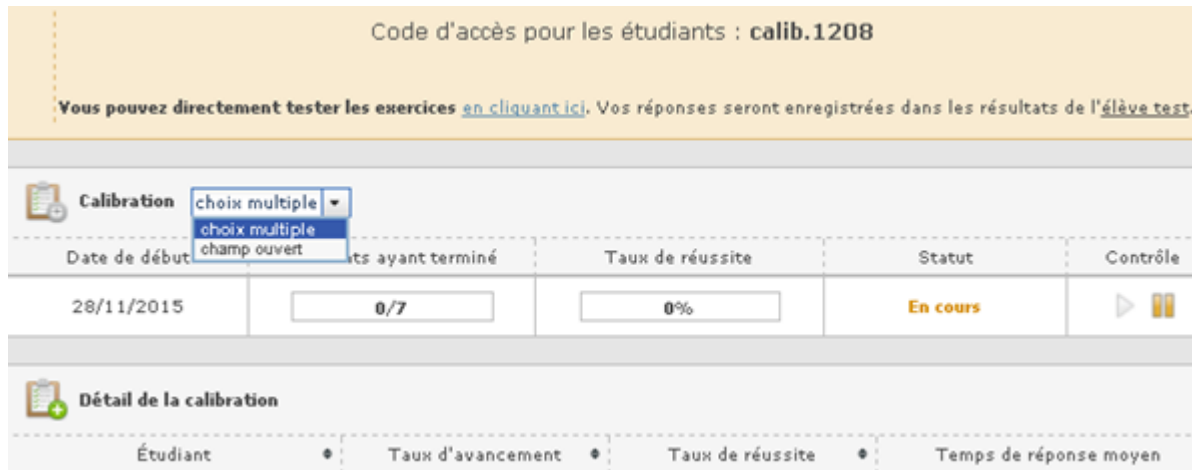 Code d'accès pour les étudiants : calib.1208
Vous pouvez directement tester les exercices en cliquant ici. Vos réponses seront enregistrées dans les résultats de l'élève test.
Calibration choix multiple
choix multiple
champ ouvert
Date de début ts ayant terminé Taux de réussite Statut Contrôle
28/11/2015 0/7 0% En cours
Détail de la calibration
Étudiant Taux d'avancement Taux de réussite Temps de réponse moyen